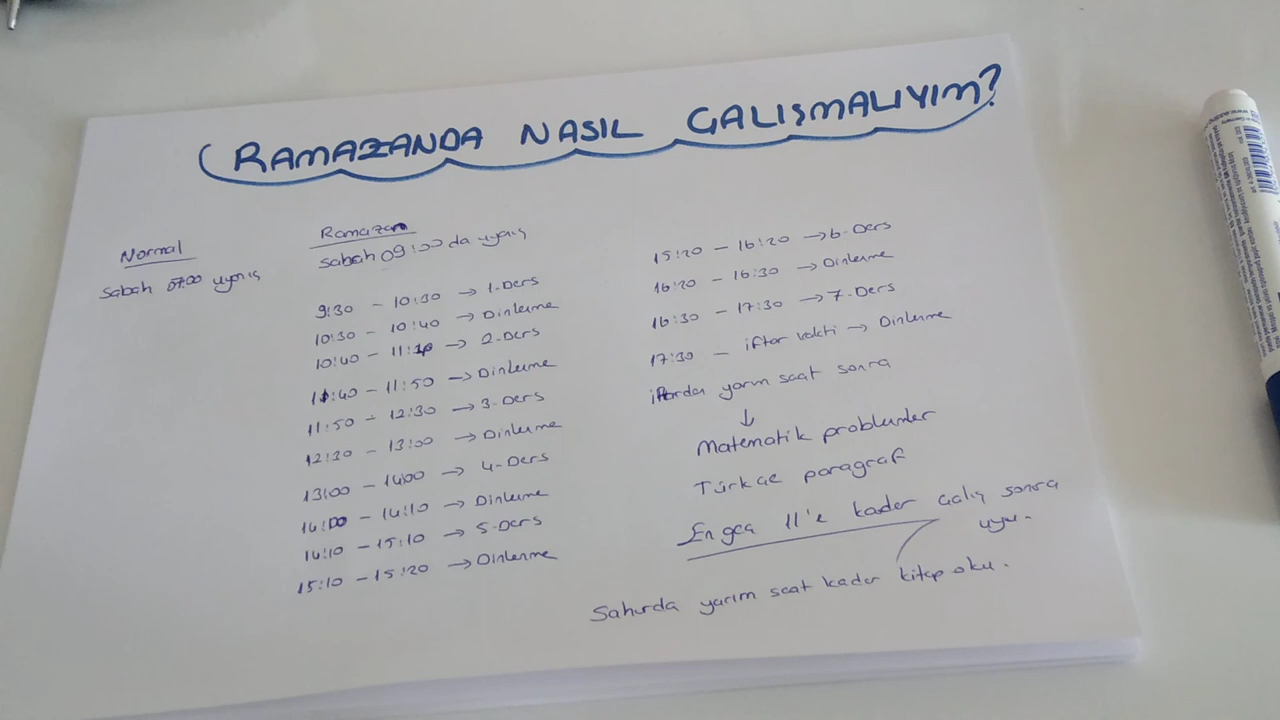 RAMAZANDA NASIL ÇALIŞMALIYIM?
Normal
Sabah 07:00 uyanış
Ramazan
Sabah 09:00 da uyanış
9:30 - 10:30 → 1.Ders
10:30 - 10:40 → Dinlenme
10:40 - 11:40 → 2.Ders
11:40 - 11:50 → Dinlenme
11:50 - 12:30 → 3.Ders
12:30 - 13:00 → Dinlenme
13:00 - 14:00 → 4.Ders
14:00 - 14:10 → Dinlenme
14:10 - 15:10 → 5.Ders
15:10 - 15:20 → Dinlenme
15:20 - 16:20 → 6.Ders
16:20 - 16:30 → Dinlenme
16:30 - 17:30 → 7.Ders
17:30 - iftar vakti → Dinlenme
iftarda yarım saat sonra
↓
Matematik problemler
Türkçe paragraf
En geç 11'e kadar çalış sonra
uyu.
Sahurda yarım saat kadar kitap oku.